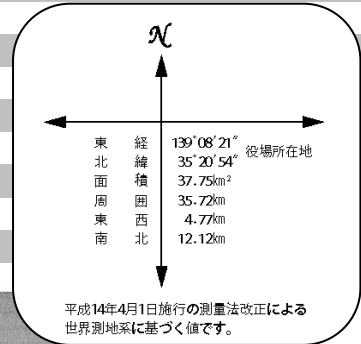 N
東 経 139°08′21″ 役場所在地
北 緯 35°20′54″
面 積 37.75km²
周 囲 35.72km
東 西 4.77km
南 北 12.12km
平成14年4月1日施行の測量法改正による
世界測地系に基づく値です。